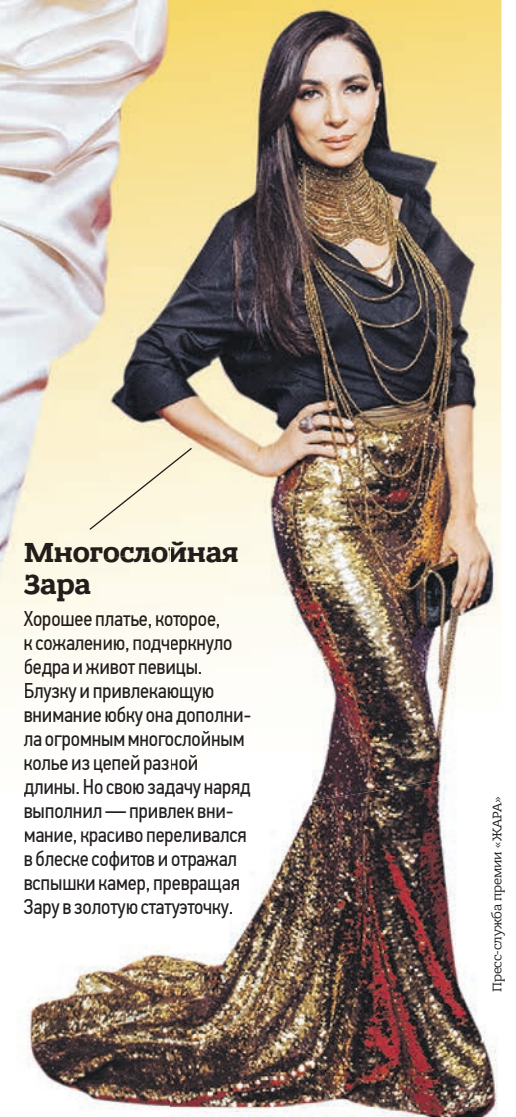 Многослойная
Зара
Хорошее платье, которое,
к сожалению, подчеркнуло
бедра и живот певицы.
Блузку и привлекающую
внимание юбку она дополни-
ла огромным многослойным
колье из цепей разной
длины. Но свою задачу наряд
выполнил — привлек вни-
мание, красиво переливался
в блеске софитов и отражал
вспышки камер, превращая
Зару в золотую статуэточку.
Пресс-служба премии «ЖАРА»